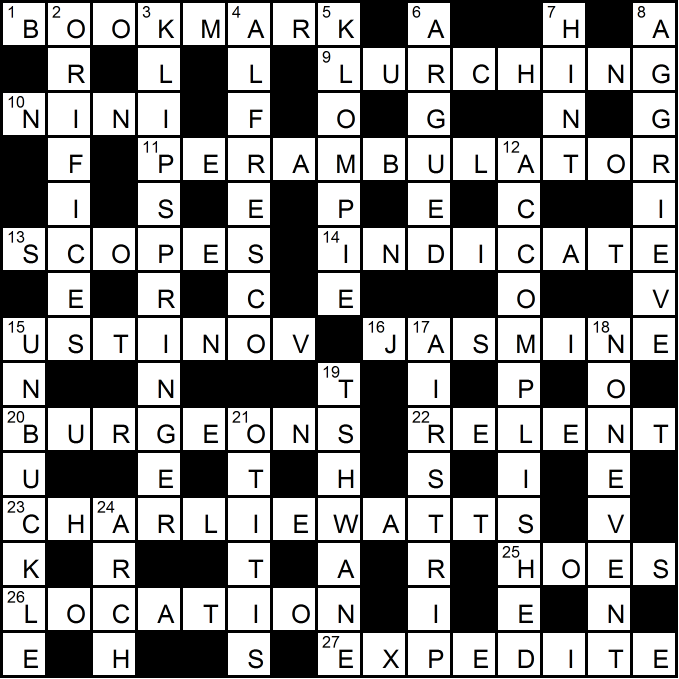 1 B 2 O O 3 K M 4 A R 5 K 6 A 7 H 8 A
R L L 9 L U R C H I N G G
10 N I N I F O G N G
F 11 P E R A M B U L 12 A T O R
I S E P E C I
13 S C O P E S 14 I N D I C A T E
E R C E O V
15 U S T I N O V 16 J 17 A S M I 18 N E
N N 19 T I P O
20 B U R G E 21 O N S 22 R E L E N T
U E T H S I E
23 C H 24 A R L I E W A T T S V
K R T A R 25 H O E S
26 L O C A T I O N I E N
E H S 27 E X P E D I T E